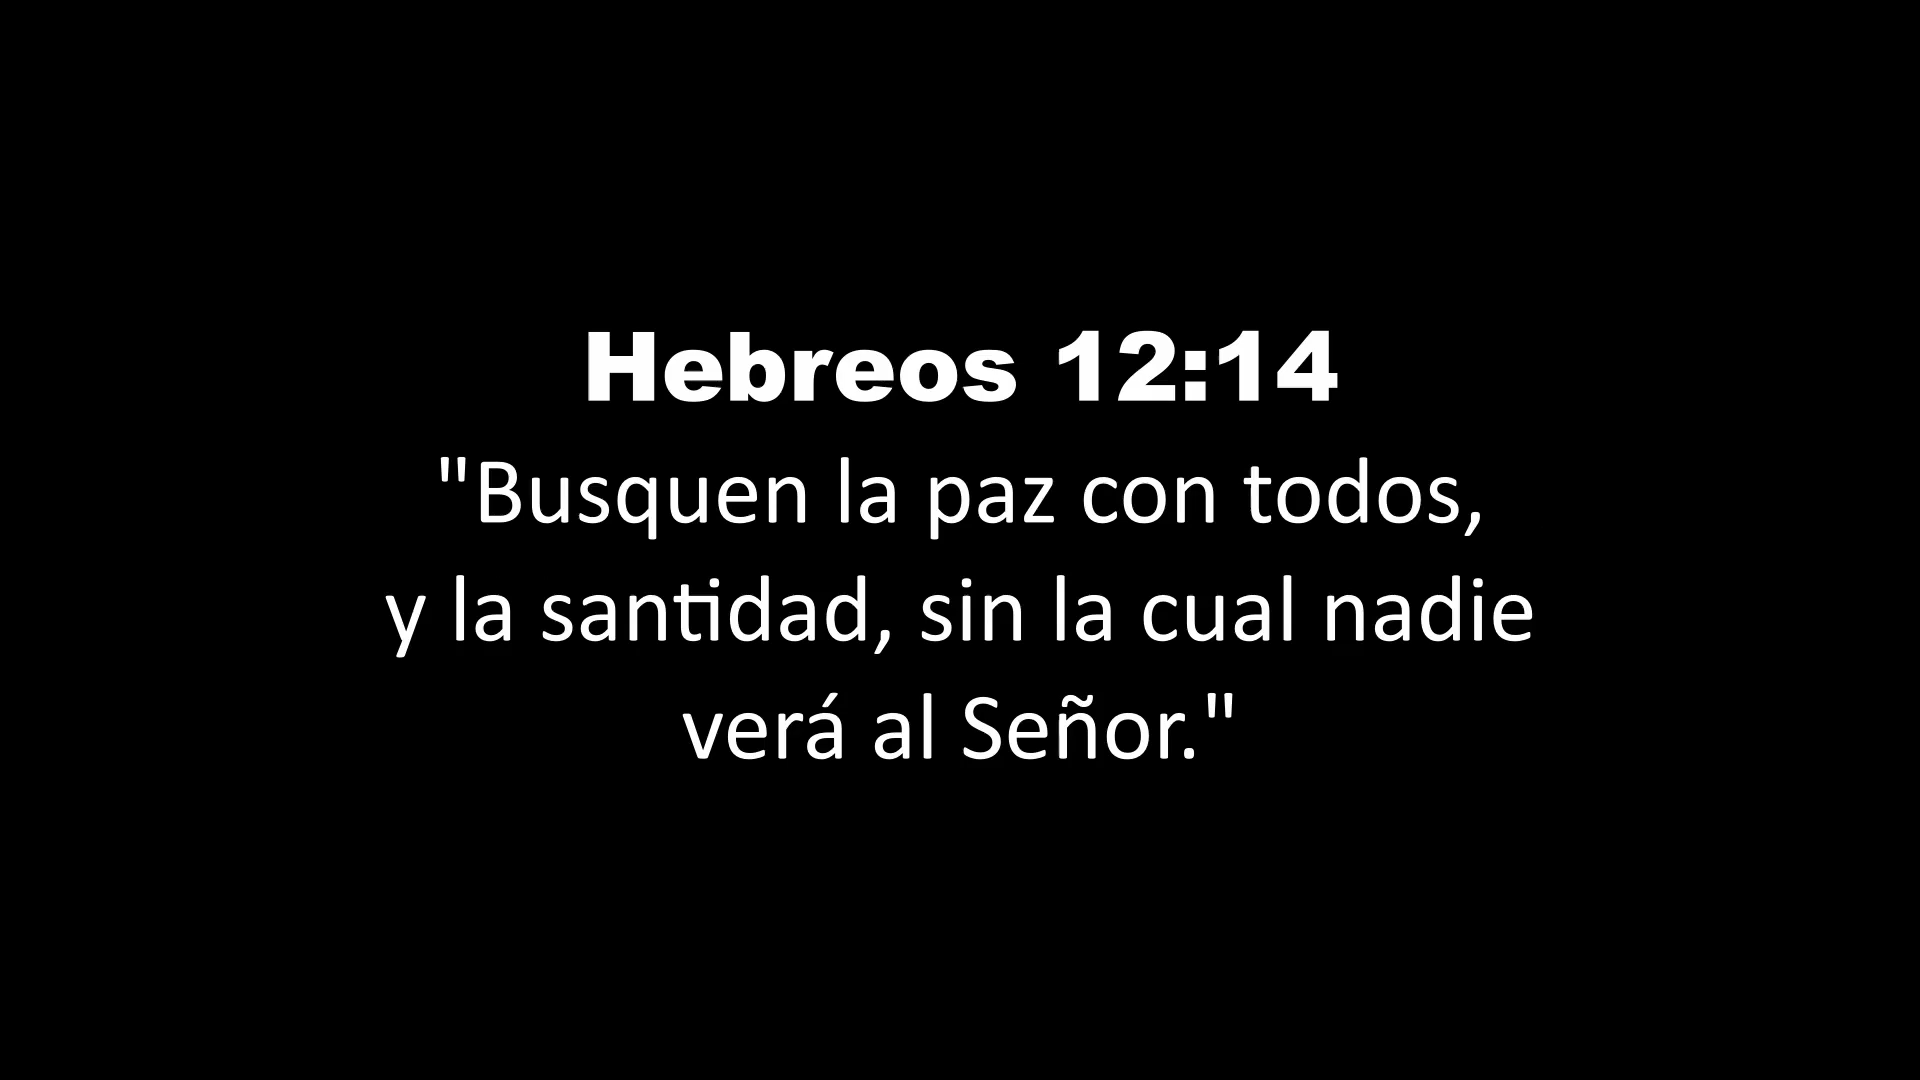 Hebreos 12:14
"Busquen la paz con todos,
y la santidad, sin la cual nadie
verá al Señor."